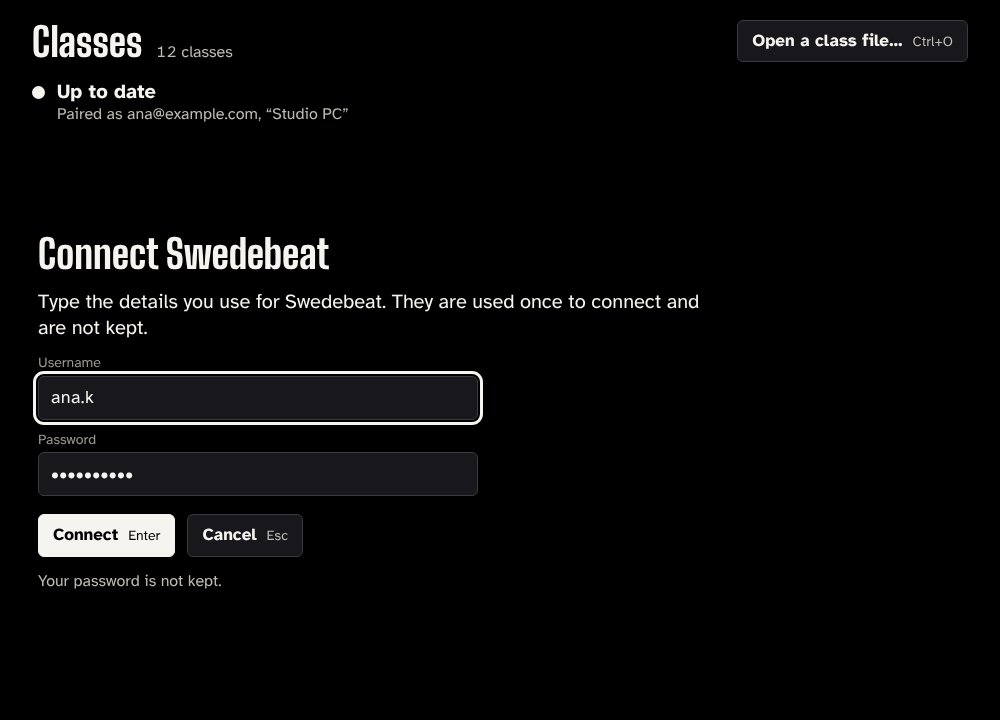 Classes
12 classes
Open a class file... Ctrl+O
Up to date
Paired as ana@example.com, “Studio PC”
Connect Swedebeat
Type the details you use for Swedebeat. They are used once to connect and
are not kept.
Username
ana.k
Password
••••••••••
Connect Enter
Cancel Esc
Your password is not kept.